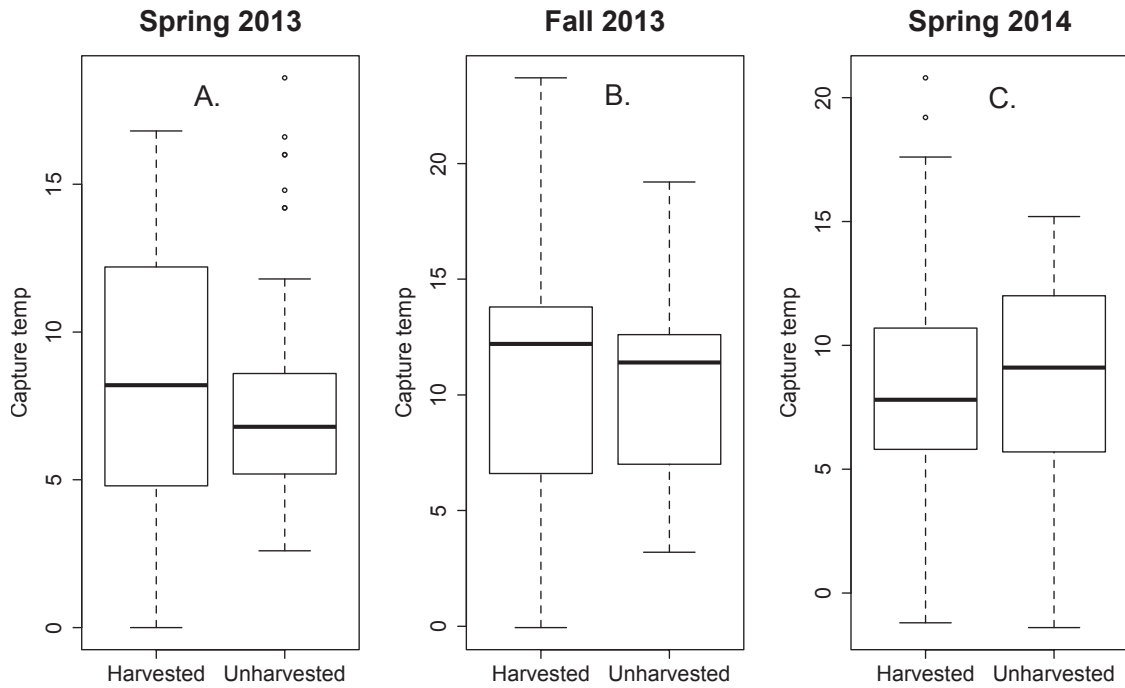 Spring 2013
Fall 2013
Spring 2014
A.
B.
C.
Capture temp
15
10
5
0
Harvested
Unharvested
Capture temp
20
15
10
5
0
Harvested
Unharvested
Capture temp
20
15
10
5
0
Harvested
Unharvested